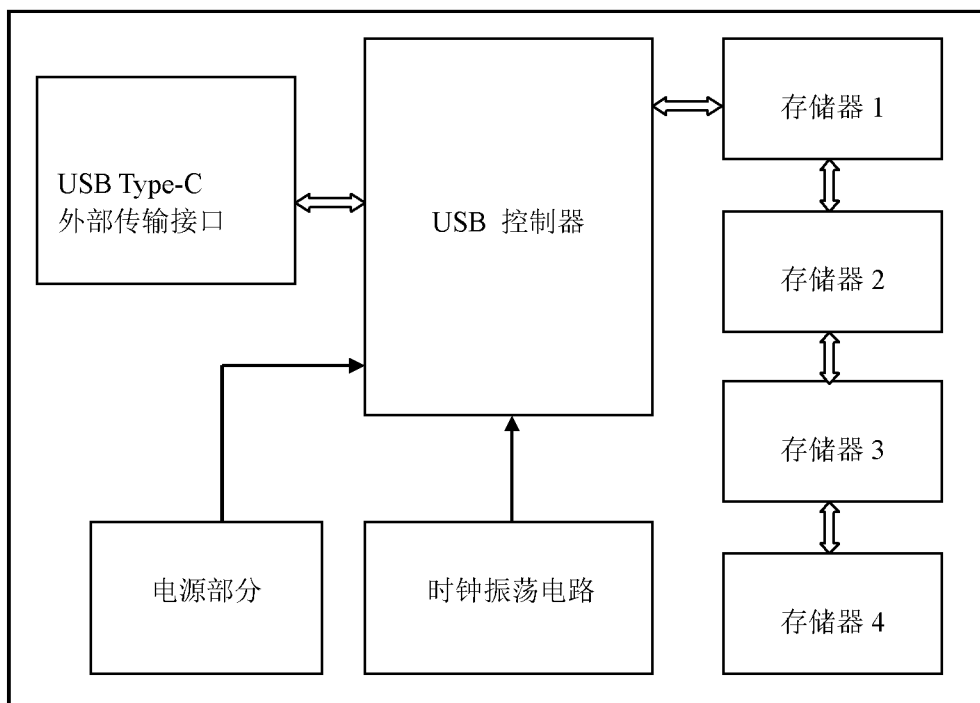 USB Type-C
外部传输接口
USB 控制器
存储器 1
存储器 2
存储器 3
存储器 4
电源部分
时钟振荡电路